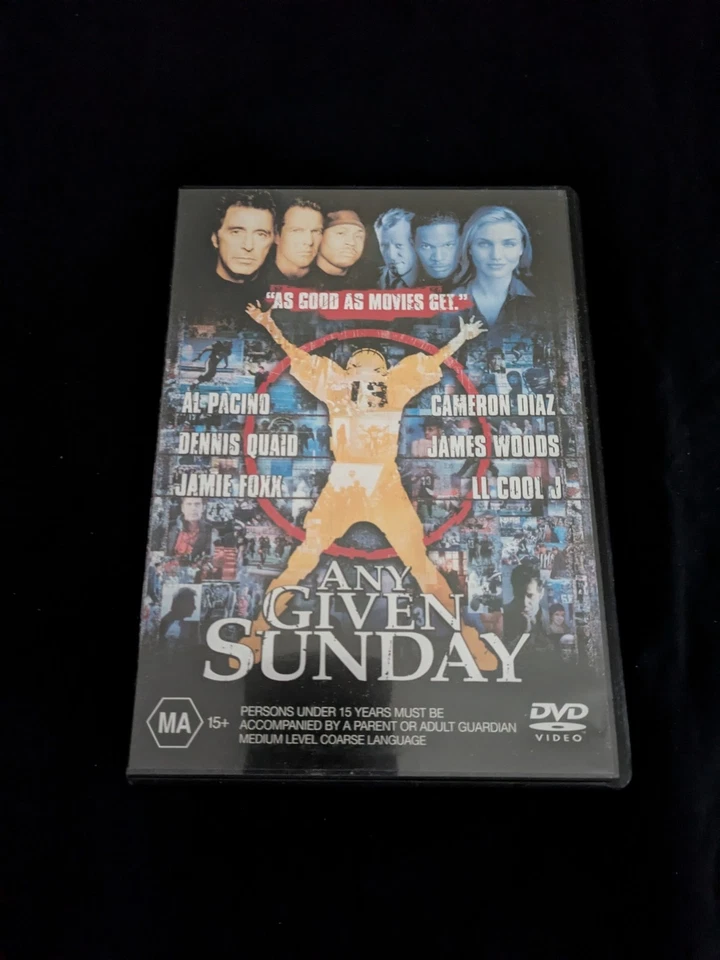 "AS GOOD AS MOVIES GET."
13
AL PACINO
CAMERON DIAZ
DENNIS QUAID
JAMES WOODS
JAMIE FOXX
LL COOL J
ANY
GIVEN
SUNDAY
MA 15+
PERSONS UNDER 15 YEARS MUST BE
ACCOMPANIED BY A PARENT OR ADULT GUARDIAN
MEDIUM LEVEL COARSE LANGUAGE
DVD
VIDEO